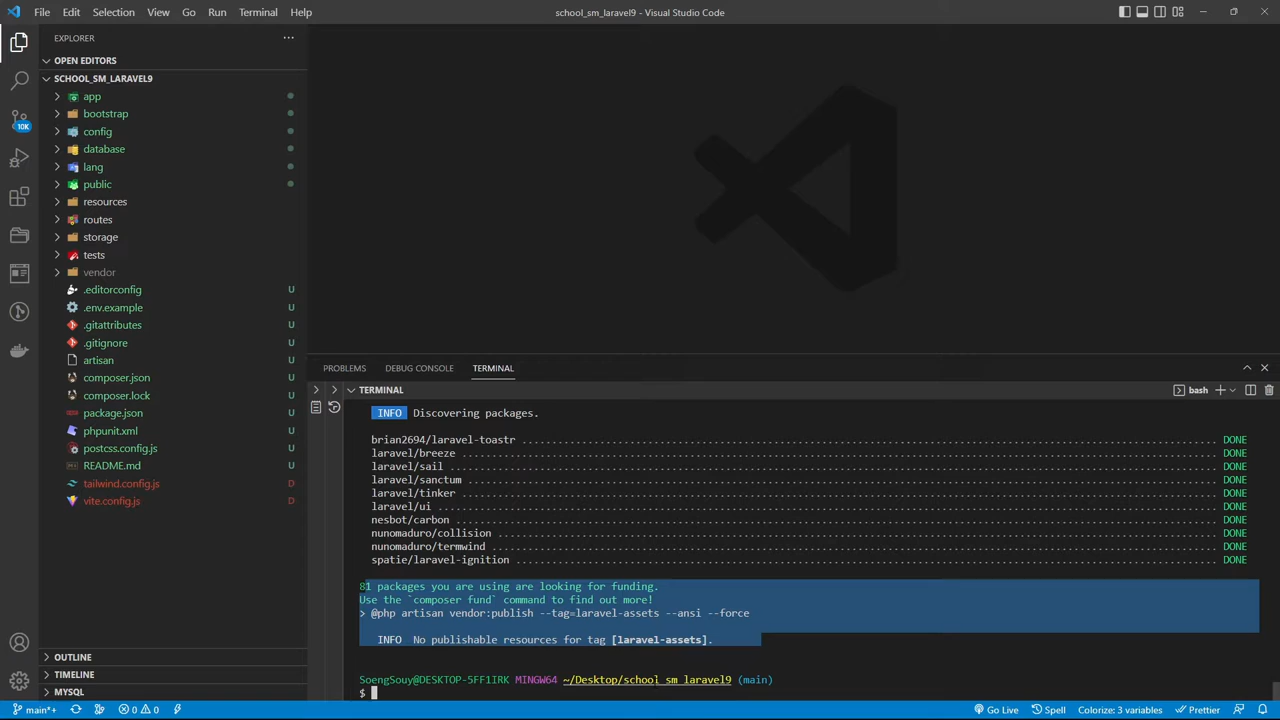 File Edit Selection View Go Run Terminal Help
school_sm_laravel9 - Visual Studio Code
EXPLORER
OPEN EDITORS
SCHOOL_SM_LARAVEL9
app
bootstrap
config
database
lang
public
resources
routes
storage
tests
vendor
.editorconfig U
.env.example U
.gitattributes U
.gitignore U
artisan U
composer.json U
composer.lock U
package.json U
phpunit.xml U
postcss.config.js U
README.md U
tailwind.config.js D
vite.config.js D
OUTLINE
TIMELINE
MYSQL
10K
PROBLEMS DEBUG CONSOLE TERMINAL
TERMINAL
bash
INFO Discovering packages.
brian2694/laravel-toastr ........ DONE
laravel/breeze ........ DONE
laravel/sail ........ DONE
laravel/sanctum ........ DONE
laravel/tinker ........ DONE
laravel/ui ........ DONE
nesbot/carbon ........ DONE
nunomaduro/collision ........ DONE
nunomaduro/termwind ........ DONE
spatie/laravel-ignition ........ DONE
81 packages you are using are looking for funding.
Use the `composer fund` command to find out more!
> @php artisan vendor:publish --tag=laravel-assets --ansi --force
INFO No publishable resources for tag [laravel-assets].
SoengSouy@DESKTOP-5FF1IRK MINGW64 ~/Desktop/school_sm_laravel9 (main)
$
main*+ 0 0 Go Live Spell Colorize: 3 variables Prettier